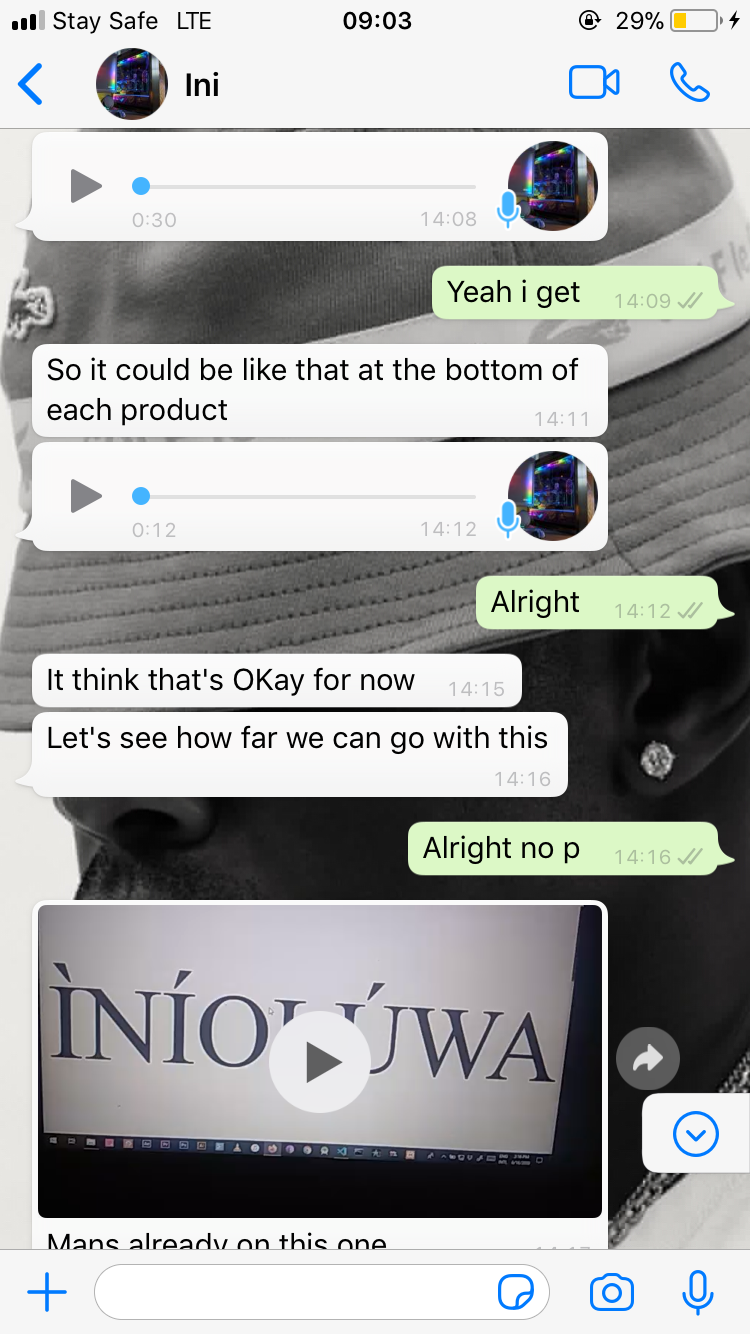 Stay Safe LTE 09:03 29%
Ini
0:30 14:08
Yeah i get 14:09
So it could be like that at the bottom of
each product 14:11
0:12 14:12
Alright 14:12
It think that's OKay for now 14:15
Let's see how far we can go with this
14:16
Alright no p 14:16
Mans already on this one